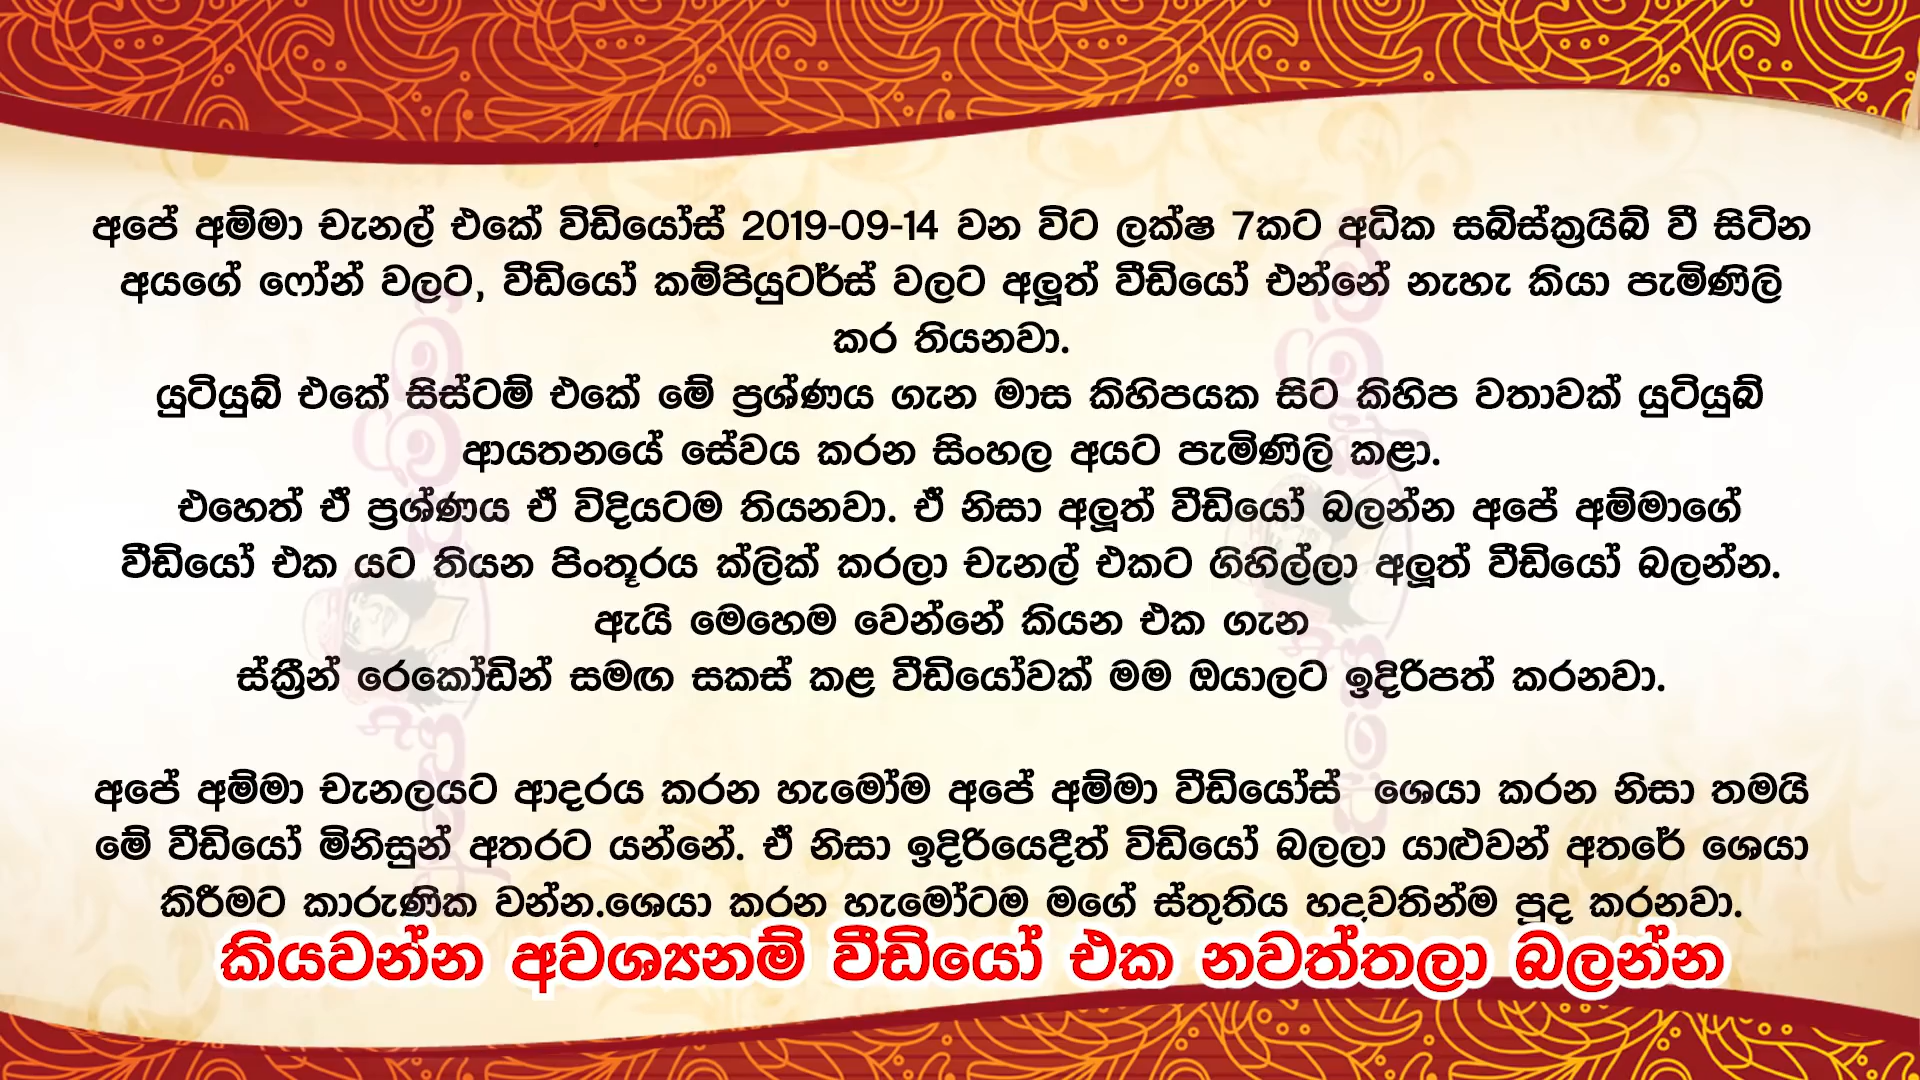 අපේ අම්මා චැනල් එකේ විඩියෝස් 2019-09-14 වන විට ලක්ෂ 7කට අධික සබ්ස්ක්‍රයිබ් වී සිටින
අයගේ ෆෝන් වලට, වීඩියෝ කම්පියුටර්ස් වලට අලූත් වීඩියෝ එන්නේ නැහැ කියා පැමිණිලි
කර තියනවා.
යුටියුබ් එකේ සිස්ටම් එකේ මේ ප්‍රශ්ණය ගැන මාස කිහිපයක සිට කිහිප වතාවක් යුටියුබ්
ආයතනයේ සේවය කරන සිංහල අයට පැමිණිලි කළා.
එහෙත් ඒ ප්‍රශ්ණය ඒ විදියටම තියනවා. ඒ නිසා අලූත් වීඩියෝ බලන්න අපේ අම්මාගේ
වීඩියෝ එක යට තියන පිංතූරය ක්ලික් කරලා චැනල් එකට ගිහිල්ලා අලූත් වීඩියෝ බලන්න.
ඇයි මෙහෙම වෙන්නේ කියන එක ගැන
ස්ක්‍රීන් රෙකෝඩින් සමඟ සකස් කළ වීඩියෝවක් මම ඔයාලට ඉදිරිපත් කරනවා.
අපේ අම්මා චැනලයට ආදරය කරන හැමෝම අපේ අම්මා වීඩියෝස් ශෙයා කරන නිසා තමයි
මේ වීඩියෝ මිනිසුන් අතරට යන්නේ. ඒ නිසා ඉදිරියෙදීත් විඩියෝ බලලා යාළුවන් අතරේ ශෙයා
කිරීමට කාරුණික වන්න.ශෙයා කරන හැමෝටම මගේ ස්තුතිය හදවතින්ම පුද කරනවා.
කියවන්න අවශ්‍යනම් වීඩියෝ එක නවත්තලා බලන්න